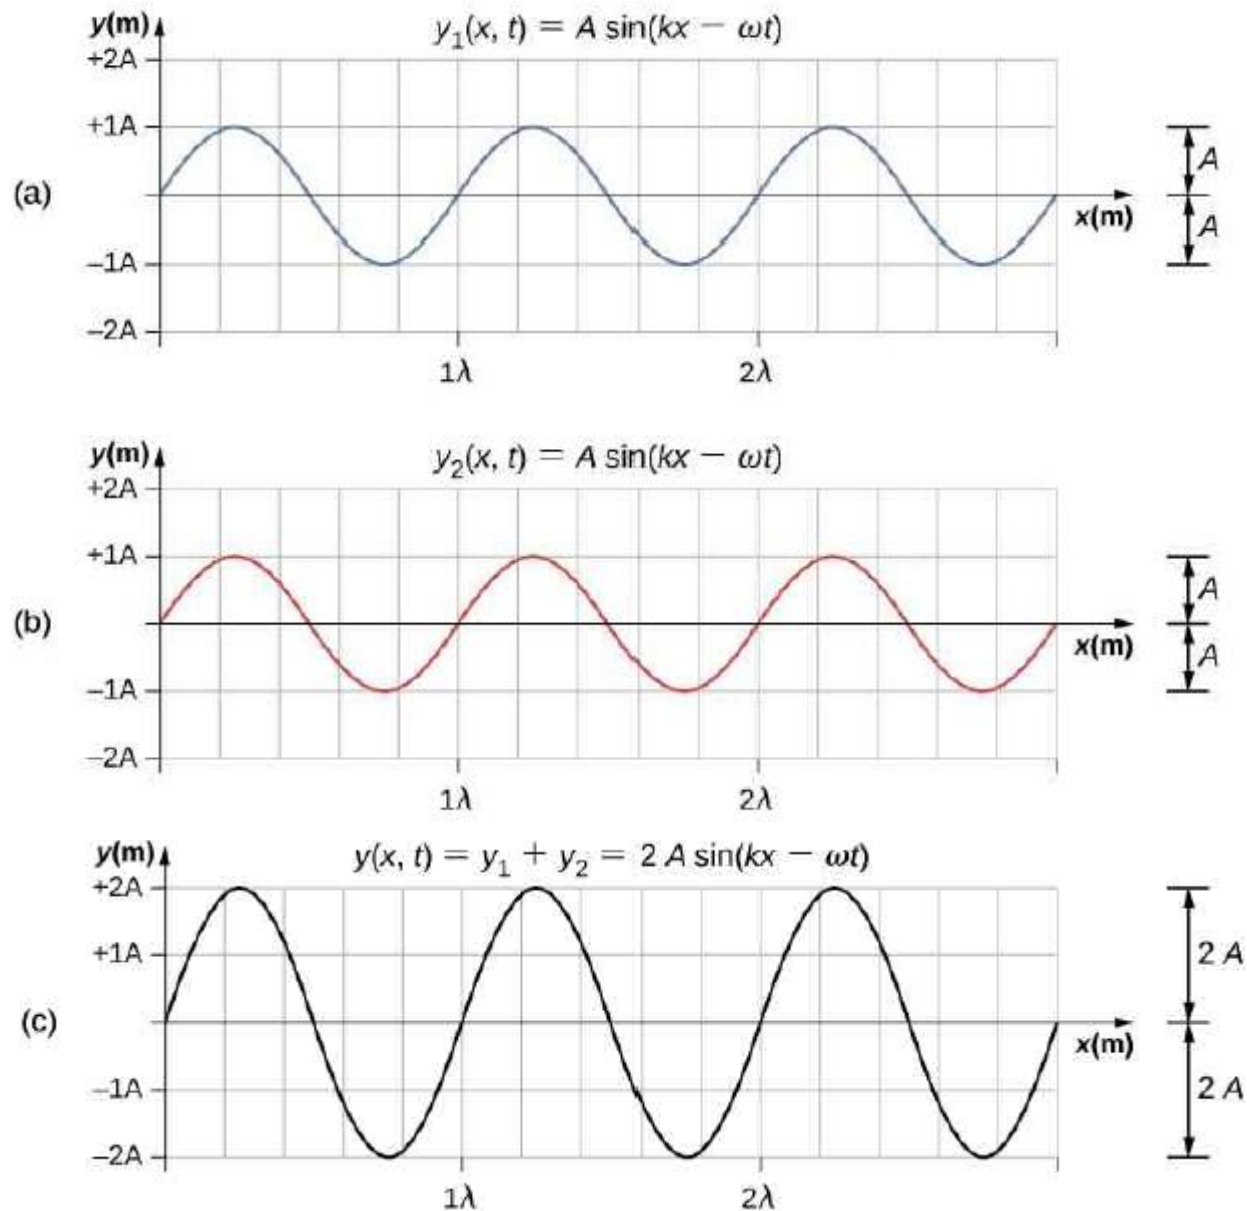 y(m)
y₁(x, t) = A sin(kx − ωt)
+2A
+1A
A
(a)
x(m)
A
–1A
–2A
1λ 2λ
y(m)
y₂(x, t) = A sin(kx − ωt)
+2A
+1A
A
(b)
x(m)
A
–1A
–2A
1λ 2λ
y(m)
y(x, t) = y₁ + y₂ = 2 A sin(kx − ωt)
+2A
+1A
2 A
(c)
x(m)
–1A
2 A
–2A
1λ 2λ